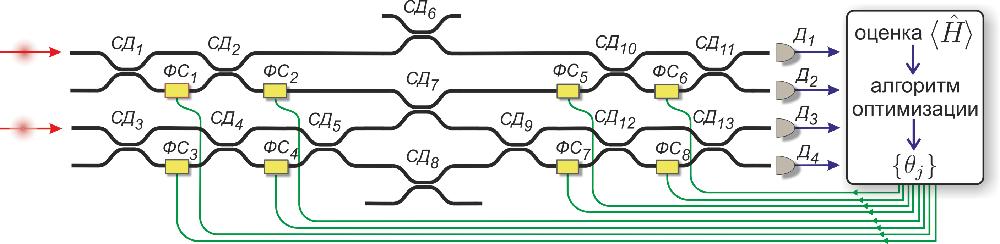 СД6
СД1
СД2
СД10
СД11
Д1
оценка ⟨Ĥ⟩
ФС1
ФС2
СД7
ФС5
ФС6
Д2
алгоритм
оптимизации
СД3
СД4
СД5
СД9
СД12
СД13
Д3
ФС3
ФС4
СД8
ФС7
ФС8
Д4
{θj}